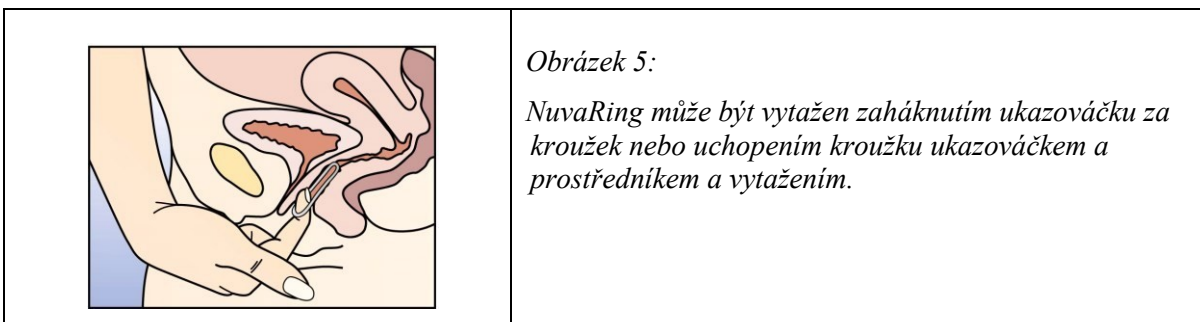 Obrázek 5:
NuvaRing může být vytažen zaháknutím ukazováčku za
kroužek nebo uchopením kroužku ukazováčkem a
prostředníkem a vytažením.